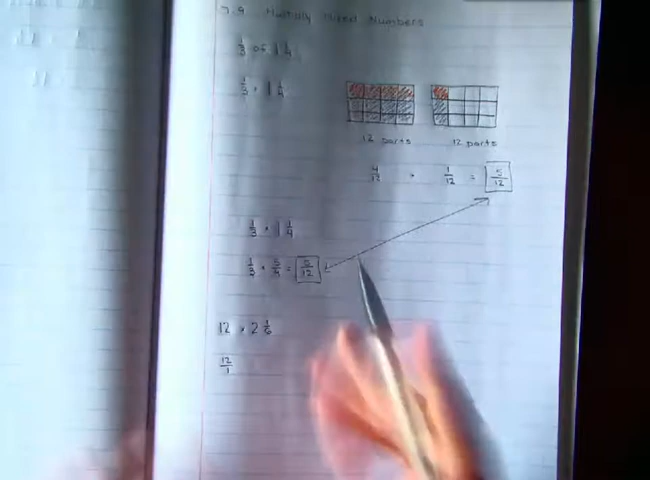 7.9 Multiply Mixed Numbers
1/3 of 1 1/4
1/3 · 1 1/4
12 parts 12 parts
4/12 + 1/12 = 5/12
1/3 · 1 1/4
1/3 · 5/4 = 5/12
12 · 2 1/6
12/1